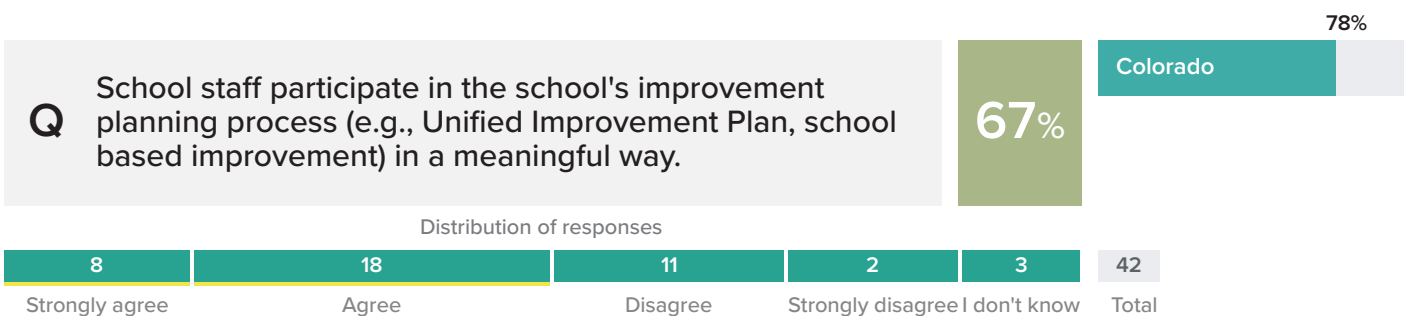 78%
Q
School staff participate in the school's improvement
planning process (e.g., Unified Improvement Plan, school
based improvement) in a meaningful way.
67%
Colorado
Distribution of responses
8 18 11 2 3 42
Strongly agree Agree Disagree Strongly disagree I don't know Total